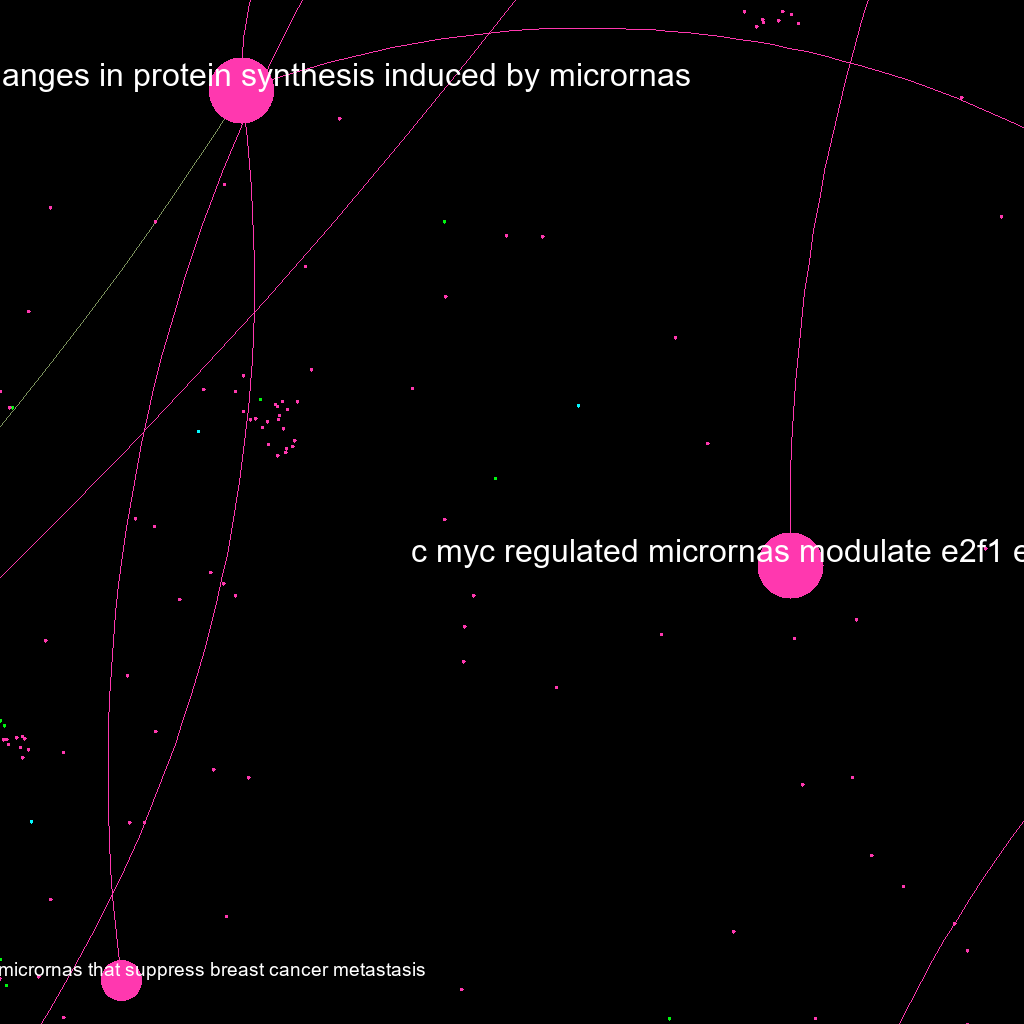 anges in protein synthesis induced by micrornas
c myc regulated micrornas modulate e2f1 e
micrornas that suppress breast cancer metastasis